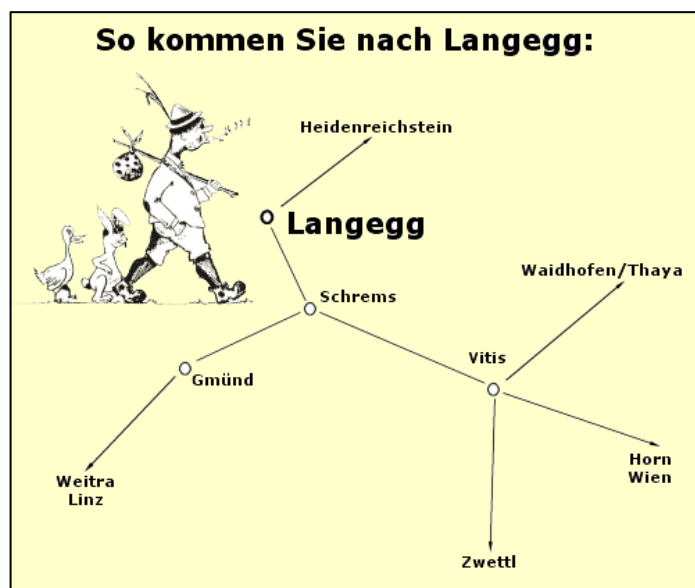 So kommen Sie nach Langegg:
Heidenreichstein
Langegg
Waidhofen/Thaya
Schrems
Vitis
Gmünd
Horn
Wien
Weitra
Linz
Zwettl